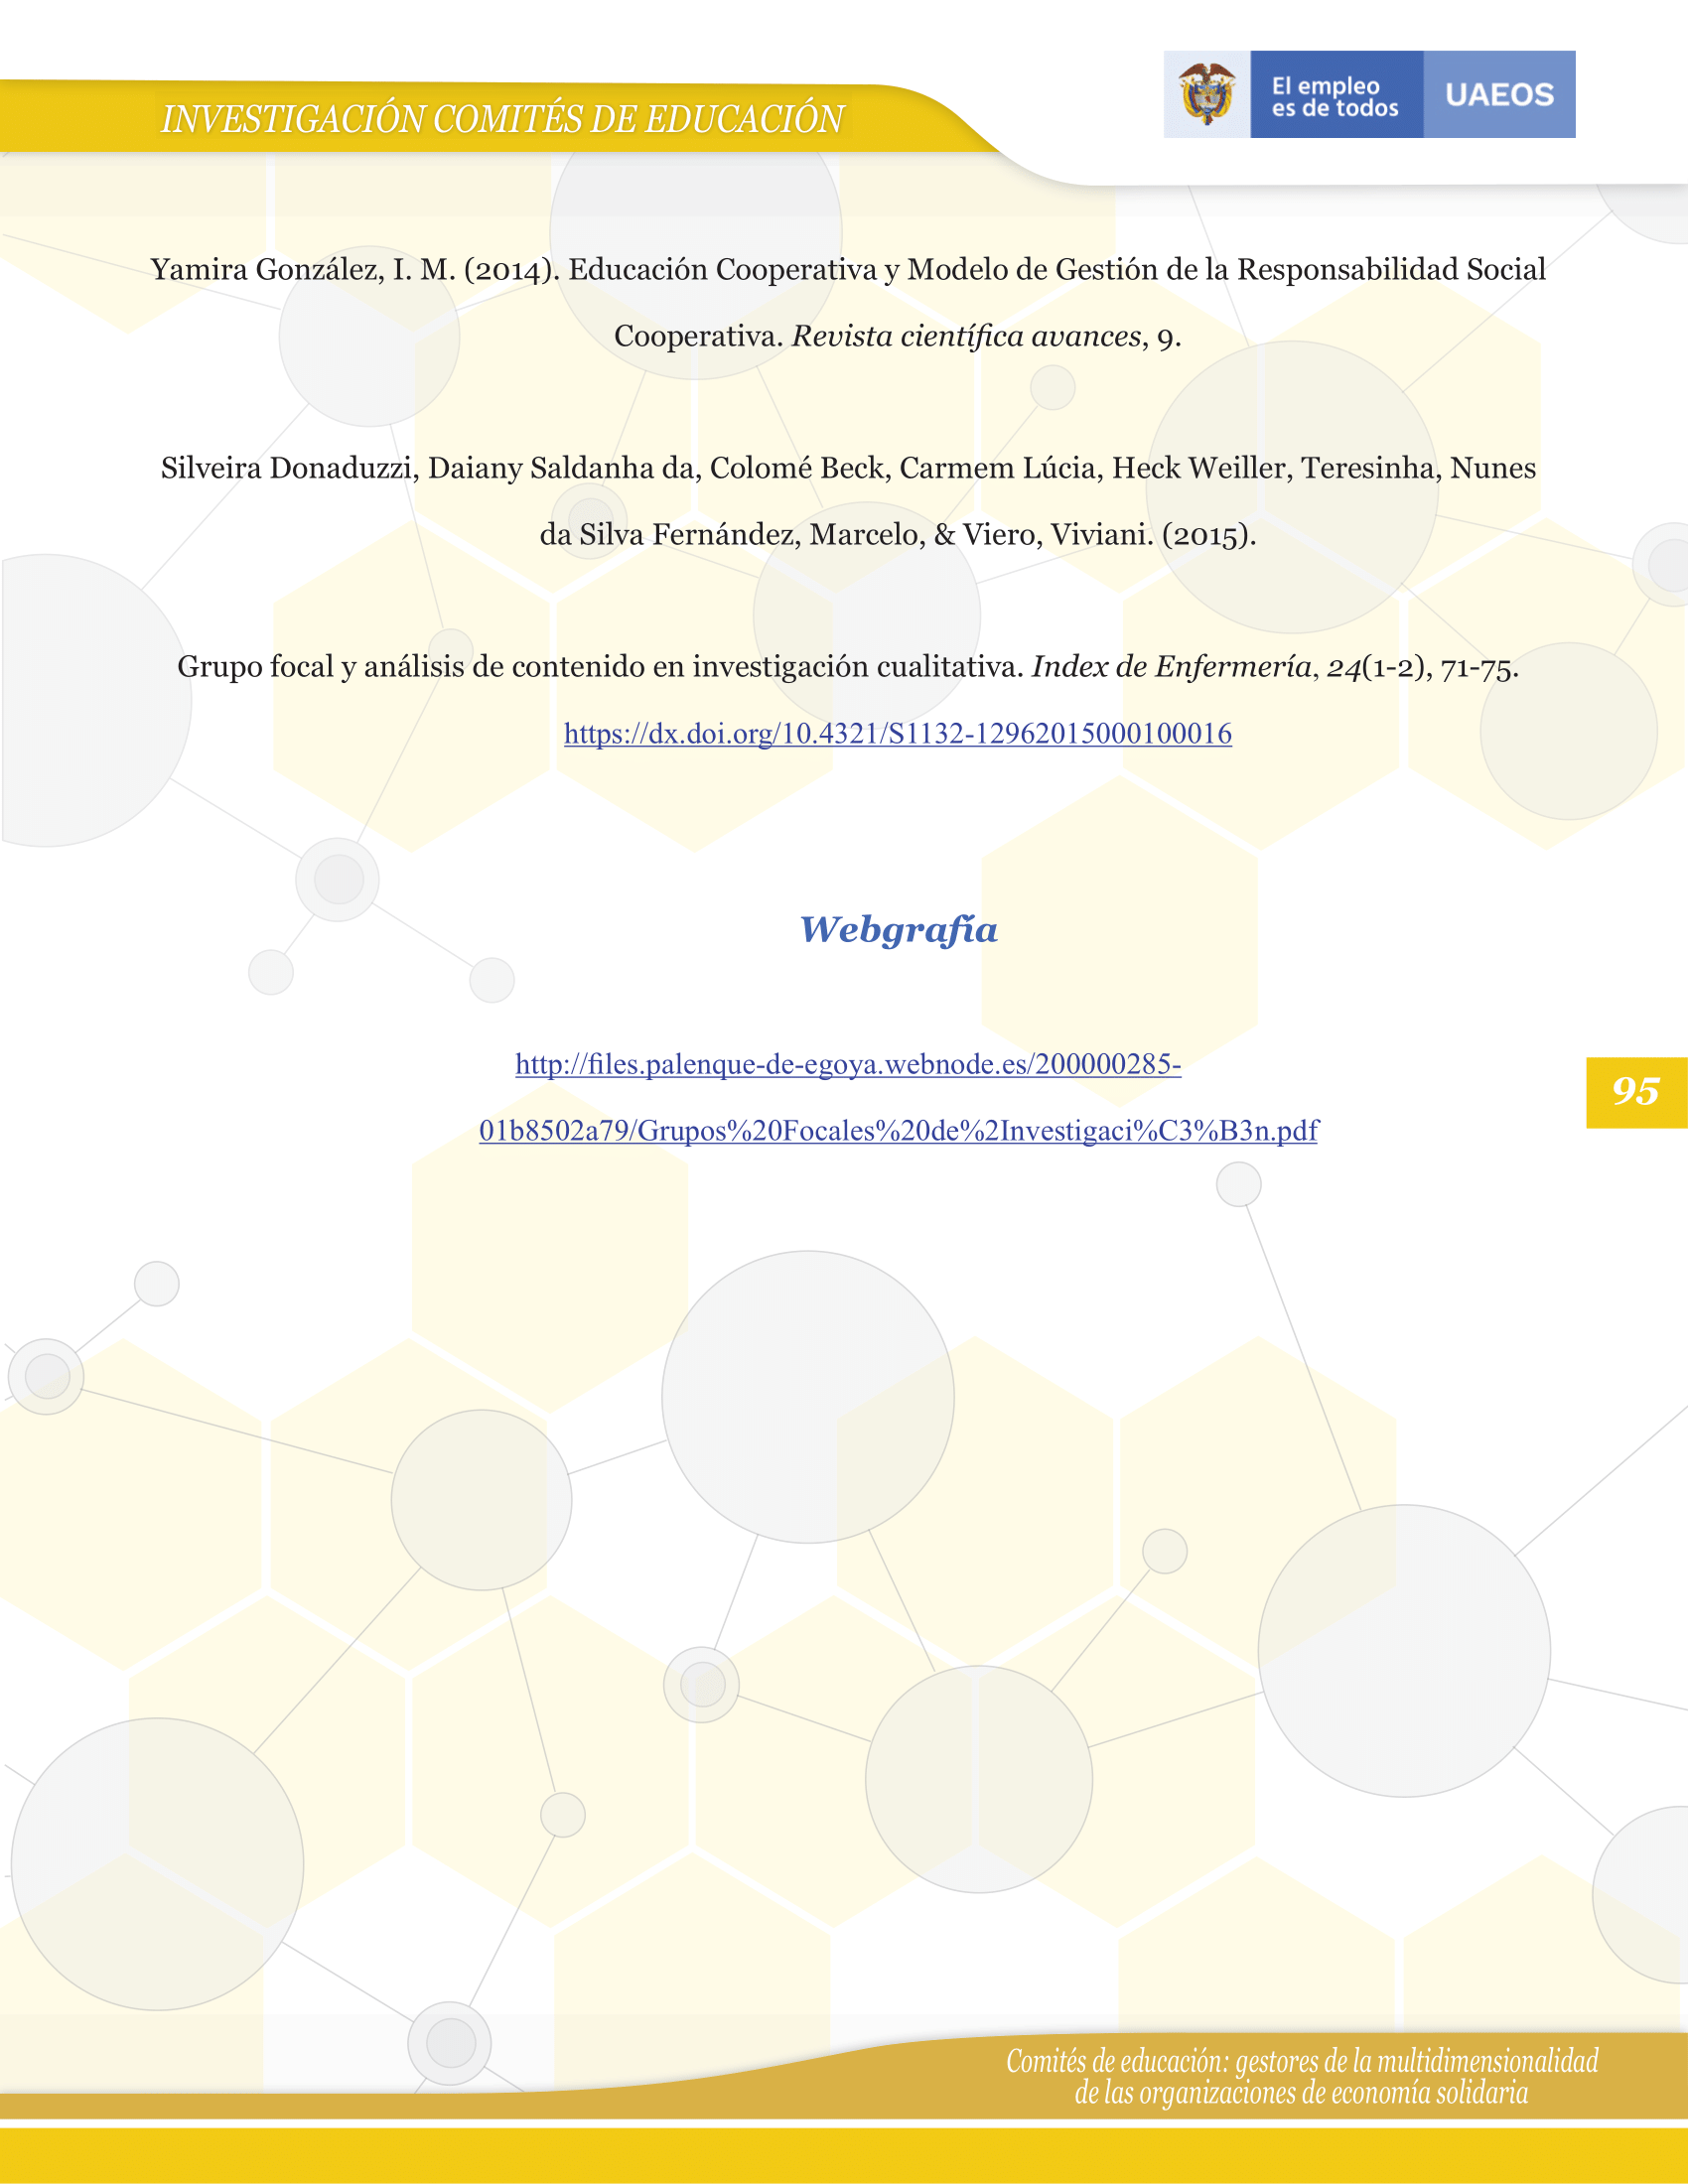 INVESTIGACIÓN COMITÉS DE EDUCACIÓN
El empleo
es de todos
UAEOS
Yamira González, I. M. (2014). Educación Cooperativa y Modelo de Gestión de la Responsabilidad Social
Cooperativa. Revista científica avances, 9.
Silveira Donaduzzi, Daiany Saldanha da, Colomé Beck, Carmem Lúcia, Heck Weiller, Teresinha, Nunes
da Silva Fernández, Marcelo, & Viero, Viviani. (2015).
Grupo focal y análisis de contenido en investigación cualitativa. Index de Enfermería, 24(1-2), 71-75.
https://dx.doi.org/10.4321/S1132-12962015000100016
Webgrafía
http://files.palenque-de-egoya.webnode.es/200000285-
01b8502a79/Grupos%20Focales%20de%2Investigaci%C3%B3n.pdf
95
Comités de educación: gestores de la multidimensionalidad
de las organizaciones de economía solidaria